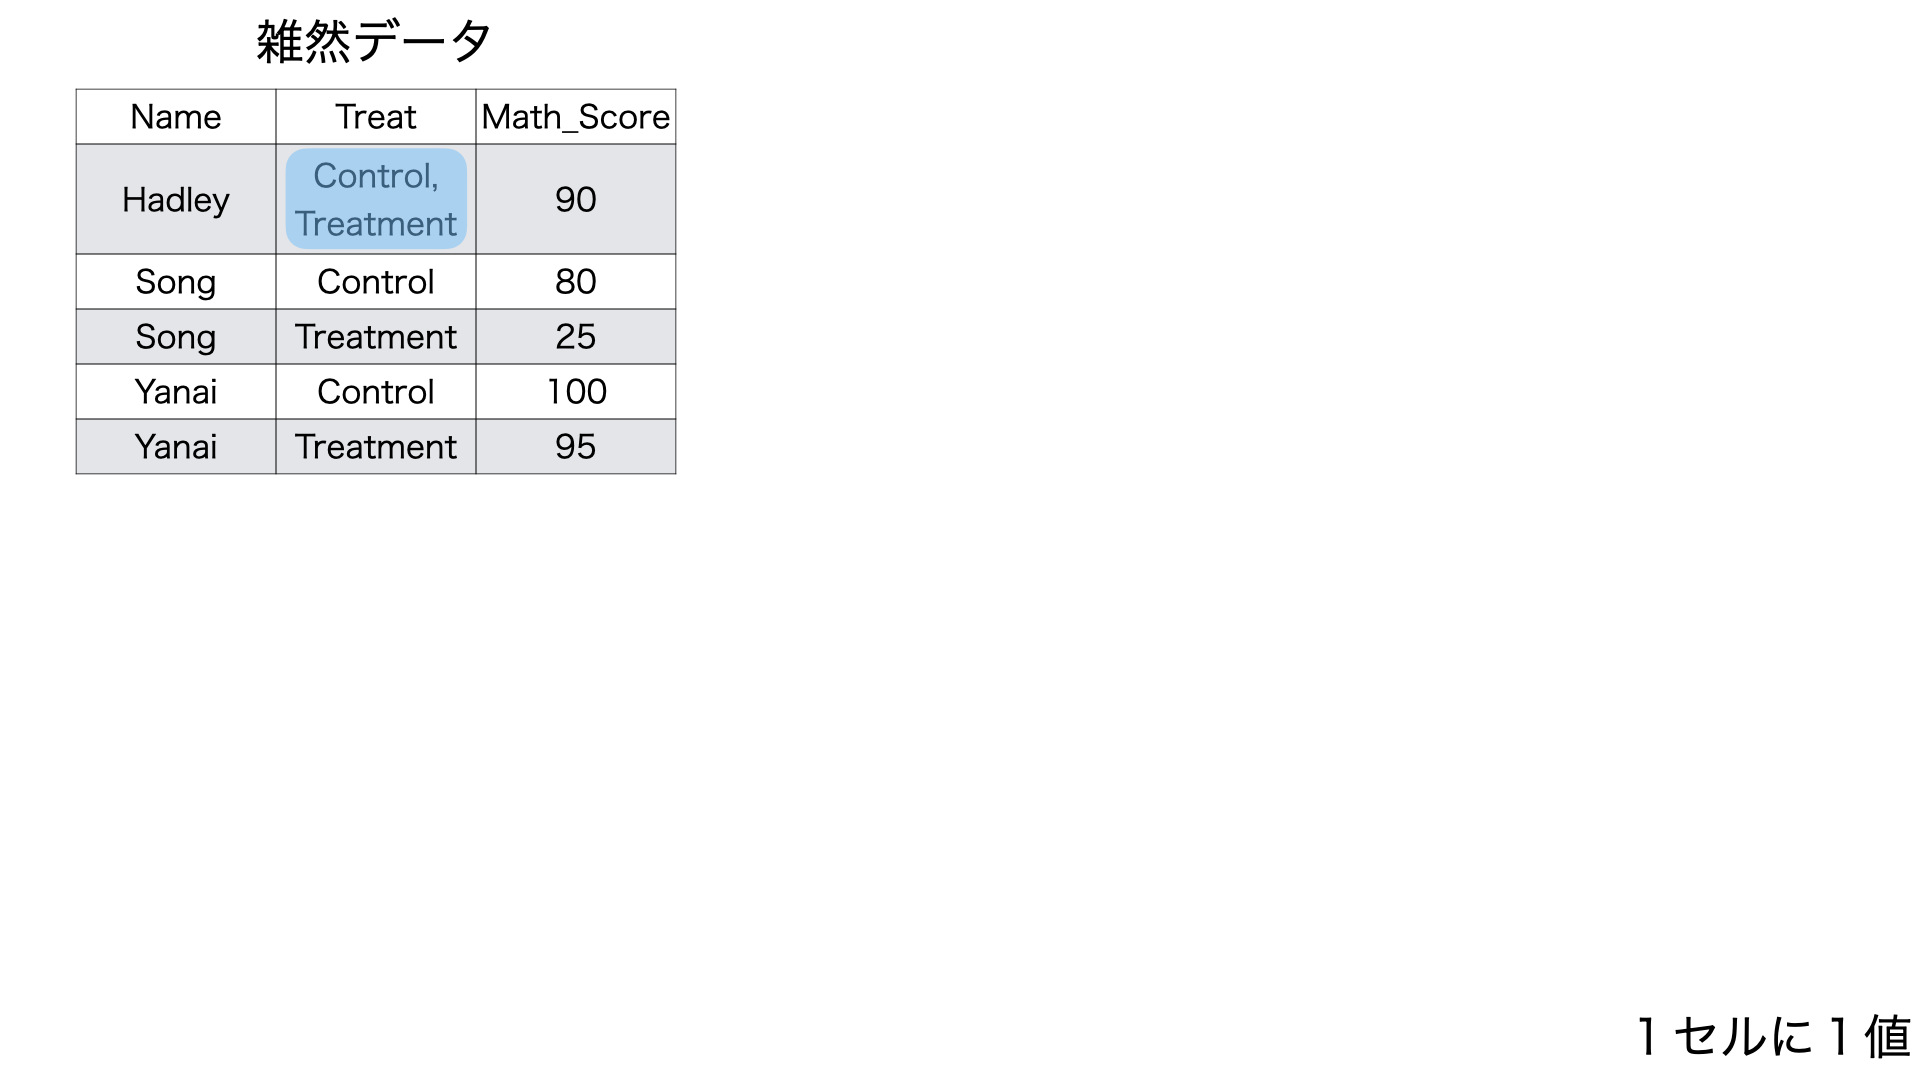 雑然データ
Name Treat Math_Score
Hadley Control, Treatment 90
Song Control 80
Song Treatment 25
Yanai Control 100
Yanai Treatment 95
1セルに1値